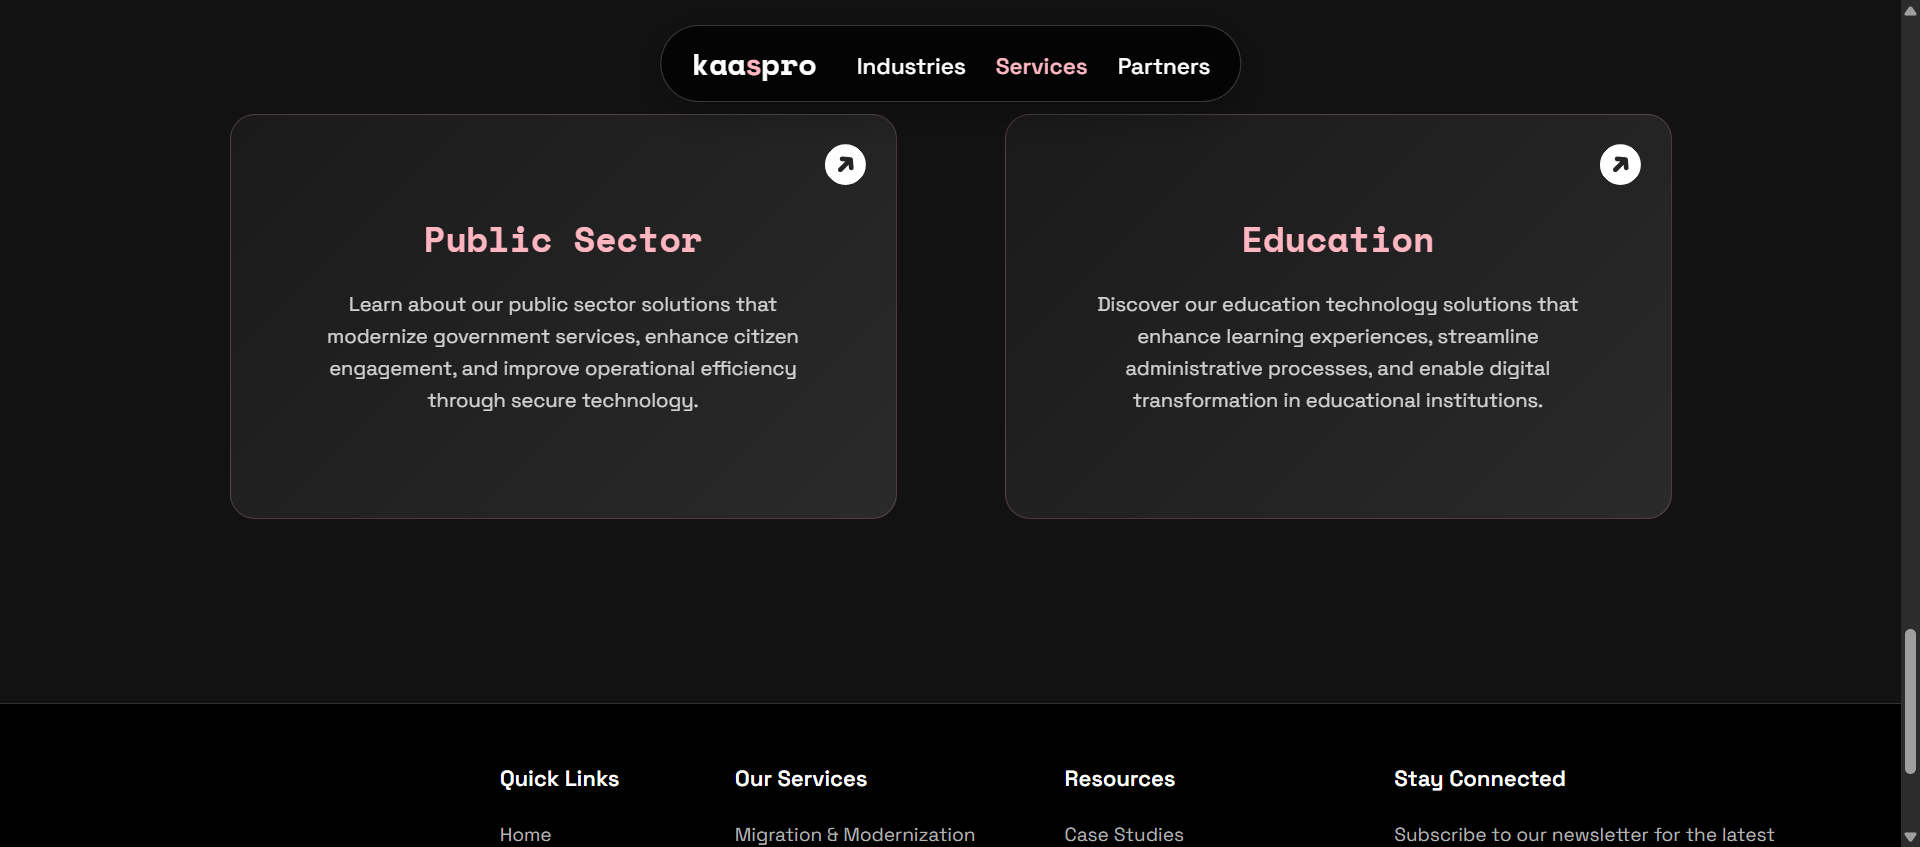 kaaspro Industries Services Partners
Public Sector
Learn about our public sector solutions that
modernize government services, enhance citizen
engagement, and improve operational efficiency
through secure technology.
Education
Discover our education technology solutions that
enhance learning experiences, streamline
administrative processes, and enable digital
transformation in educational institutions.
Quick Links
Home
Our Services
Migration & Modernization
Resources
Case Studies
Stay Connected
Subscribe to our newsletter for the latest